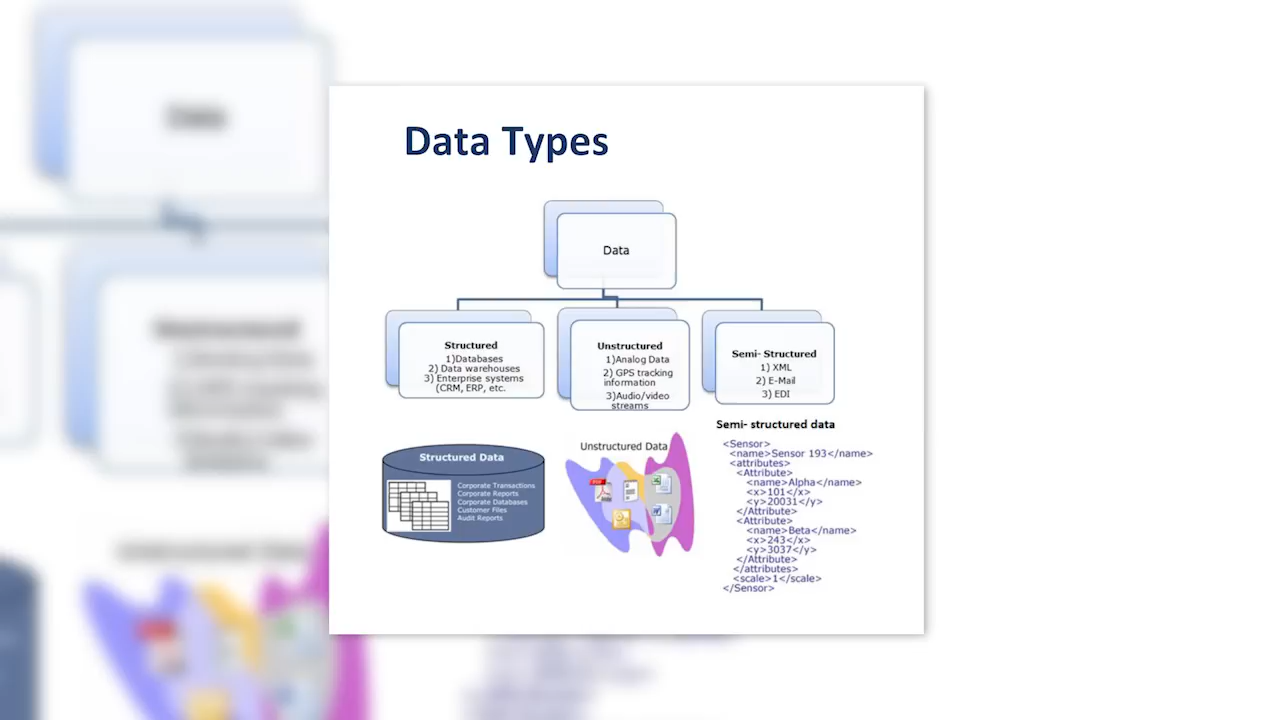 Data Types
Data
Structured
1)Databases
2) Data warehouses
3) Enterprise systems
(CRM, ERP, etc.
Unstructured
1)Analog Data
2) GPS tracking
information
3)Audio/video
streams
Semi- Structured
1) XML
2) E-Mail
3) EDI
Structured Data
Corporate Transactions
Corporate Reports
Corporate Databases
Customer Files
Audit Reports
Unstructured Data
PDF
Semi- structured data
<Sensor>
<name>Sensor 193</name>
<attributes>
<Attribute>
<name>Alpha</name>
<x>101</x>
<y>20031</y>
</Attribute>
<Attribute>
<name>Beta</name>
<x>243</x>
<y>3037</y>
</Attribute>
</attributes>
<scale>1</scale>
</Sensor>